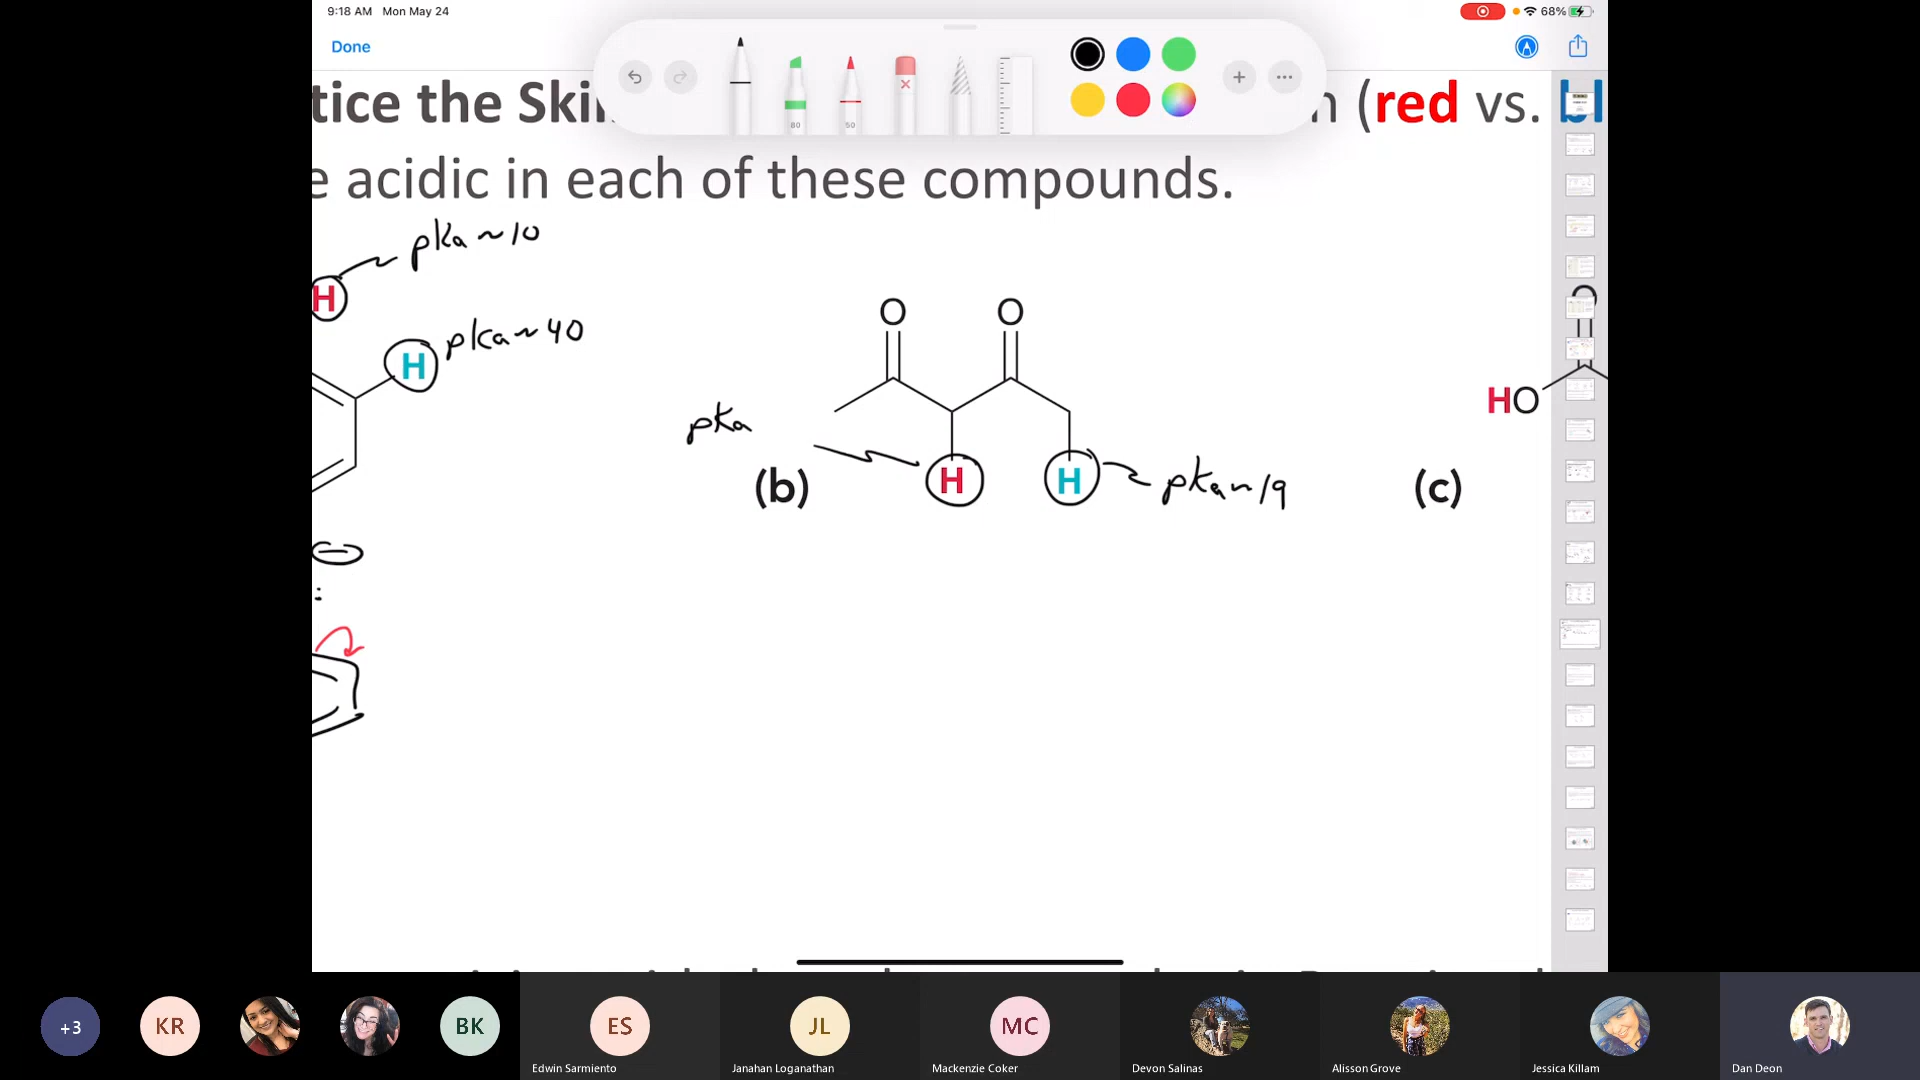 9:18 AM Mon May 24
68%
Done
80
50
tice the Skil
n (red vs. bl
e acidic in each of these compounds.
pka ~10
H
pka ~ 40
H
O
O
O
pka
HO
(b)
H
H
pka ~ 19
(c)
+3
KR
BK
ES
JL
MC
Edwin Sarmiento
Janahan Loganathan
Mackenzie Coker
Devon Salinas
Alisson Grove
Jessica Killam
Dan Deon